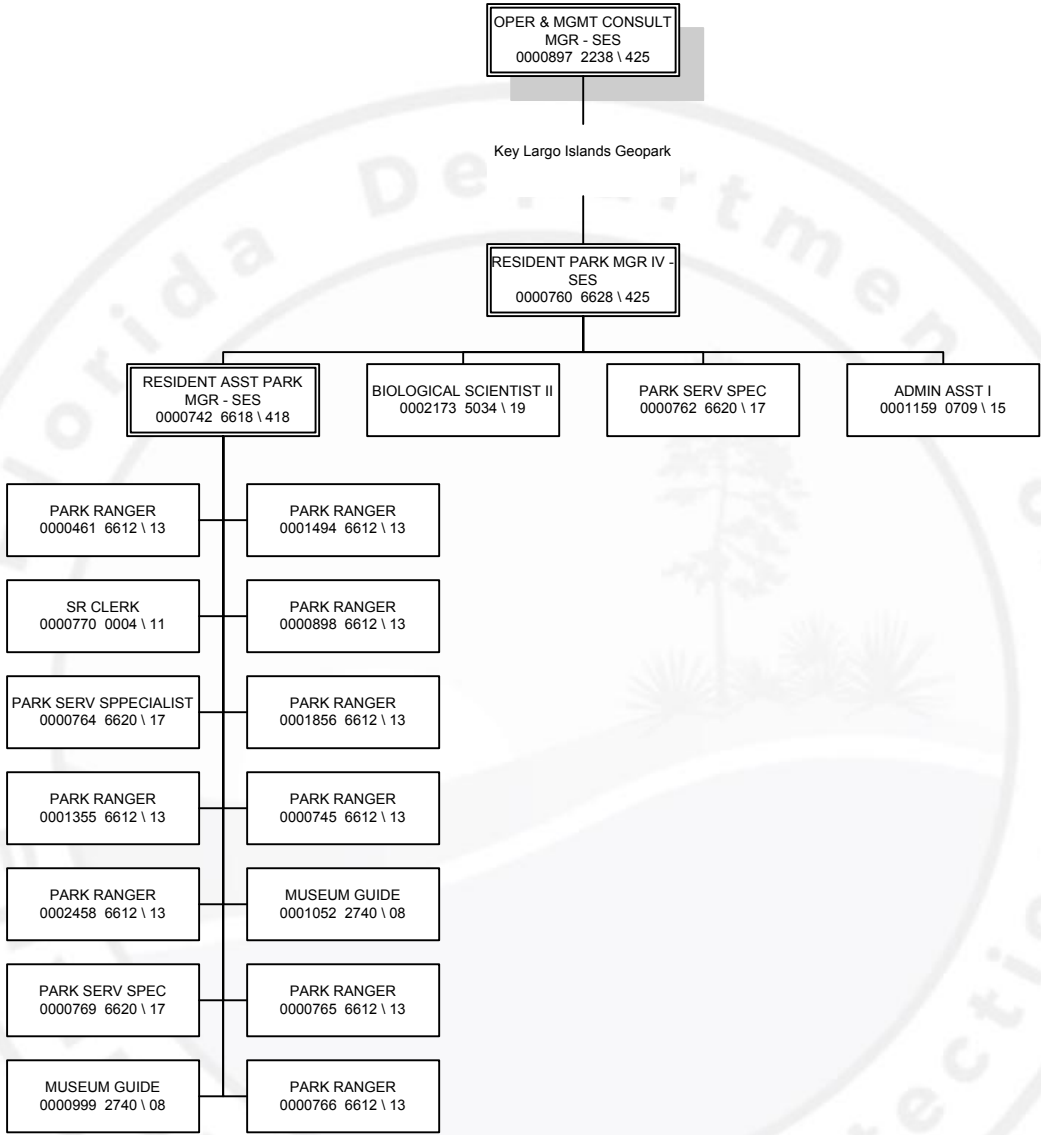 OPER & MGMT CONSULT
MGR - SES
0000897 2238 \ 425
Key Largo Islands Geopark
RESIDENT PARK MGR IV -
SES
0000760 6628 \ 425
RESIDENT ASST PARK
MGR - SES
0000742 6618 \ 418
BIOLOGICAL SCIENTIST II
0002173 5034 \ 19
PARK SERV SPEC
0000762 6620 \ 17
ADMIN ASST I
0001159 0709 \ 15
PARK RANGER
0000461 6612 \ 13
PARK RANGER
0001494 6612 \ 13
SR CLERK
0000770 0004 \ 11
PARK RANGER
0000898 6612 \ 13
PARK SERV SPPECIALIST
0000764 6620 \ 17
PARK RANGER
0001856 6612 \ 13
PARK RANGER
0001355 6612 \ 13
PARK RANGER
0000745 6612 \ 13
PARK RANGER
0002458 6612 \ 13
MUSEUM GUIDE
0001052 2740 \ 08
PARK SERV SPEC
0000769 6620 \ 17
PARK RANGER
0000765 6612 \ 13
MUSEUM GUIDE
0000999 2740 \ 08
PARK RANGER
0000766 6612 \ 13